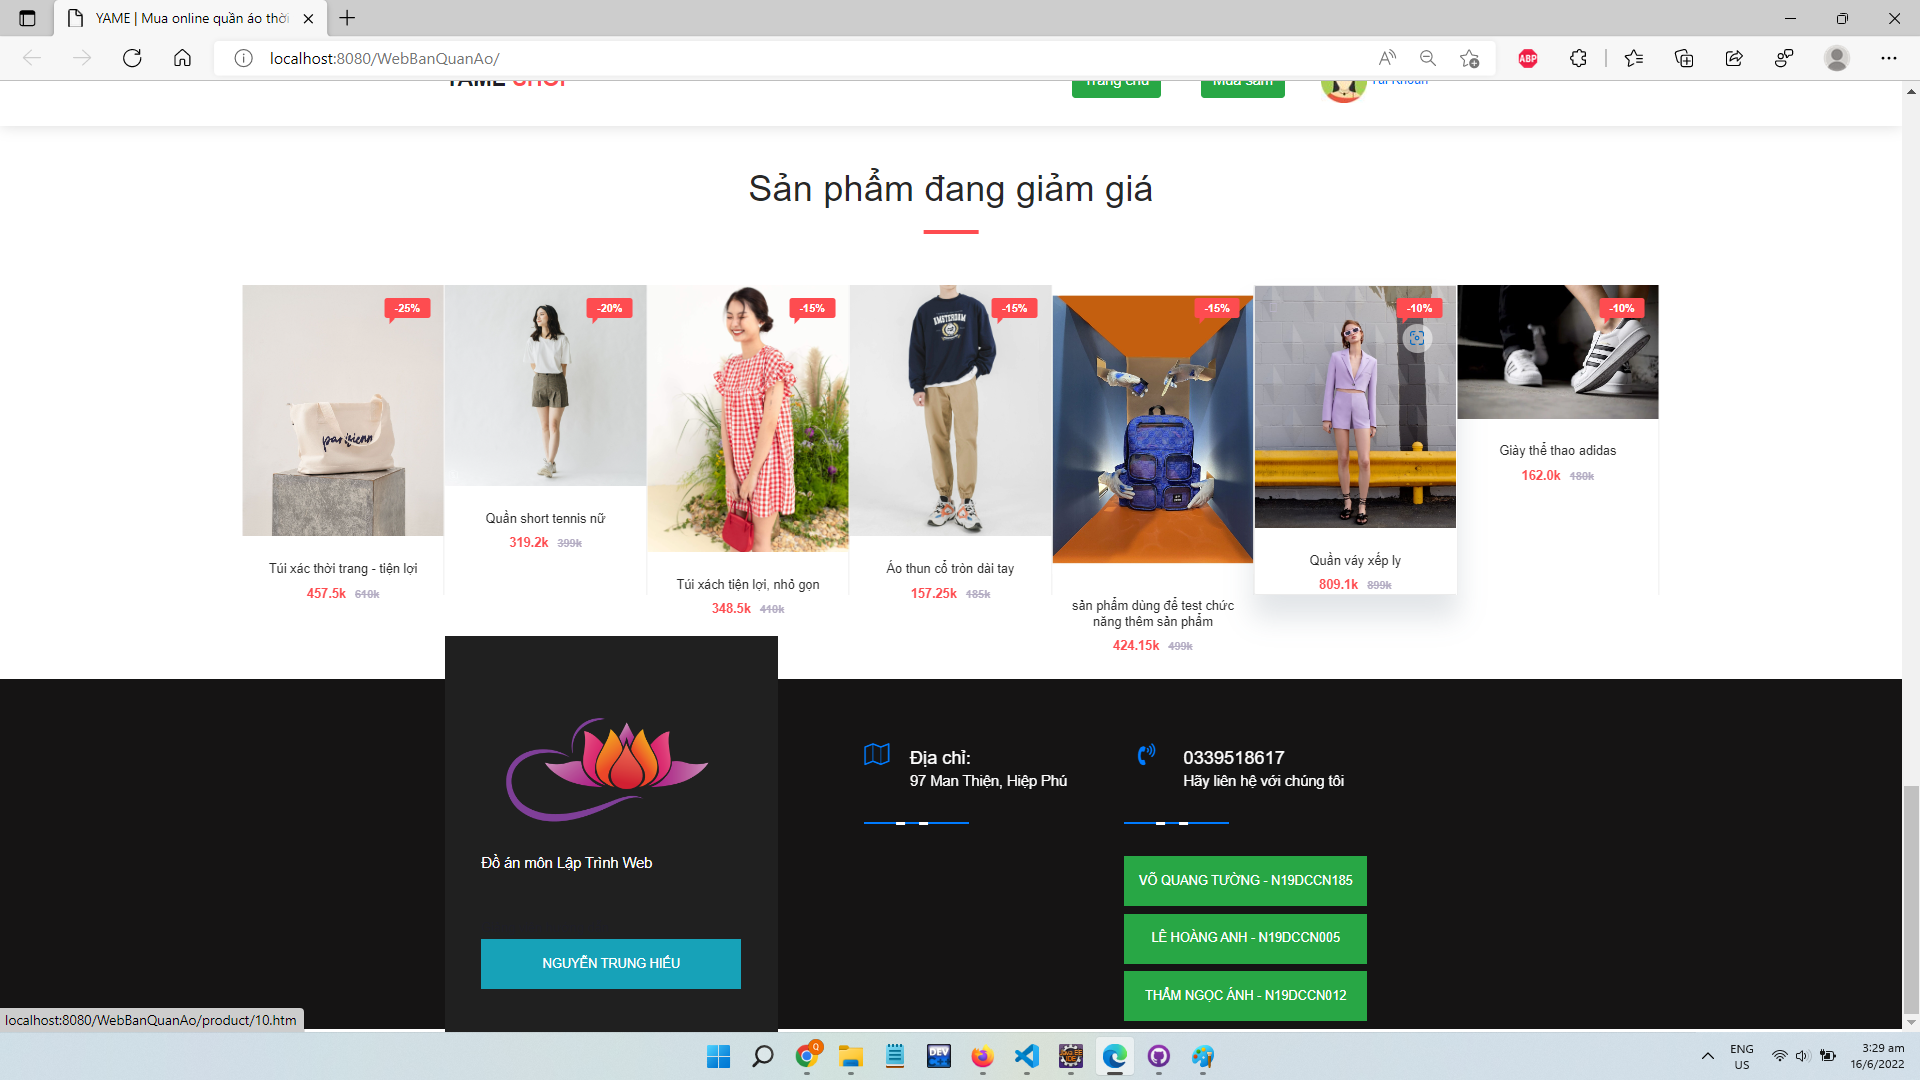 YAME | Mua online quần áo thời
localhost:8080/WebBanQuanAo/
ABP
YAME SHOP
Trang chủ
Mua sắm
Tài Khoản
Sản phẩm đang giảm giá
-25%
-20%
-15%
-15%
-15%
-10%
-10%
AMSTERDAM
parisienne
Túi xác thời trang - tiện lợi
457.5k 610k
Quần short tennis nữ
319.2k 399k
Túi xách tiện lợi, nhỏ gọn
348.5k 410k
Áo thun cổ tròn dài tay
157.25k 185k
sản phẩm dùng để test chức
năng thêm sản phẩm
424.15k 499k
Quần váy xếp ly
809.1k 899k
Giày thể thao adidas
162.0k 180k
Đồ án môn Lập Trình Web
NGUYỄN TRUNG HIẾU
Địa chỉ:
97 Man Thiện, Hiệp Phú
0339518617
Hãy liên hệ với chúng tôi
VÕ QUANG TƯỜNG - N19DCCN185
LÊ HOÀNG ANH - N19DCCN005
THẨM NGỌC ÁNH - N19DCCN012
localhost:8080/WebBanQuanAo/product/10.htm
Q
DEV
ENG
US
3:29 am
16/6/2022